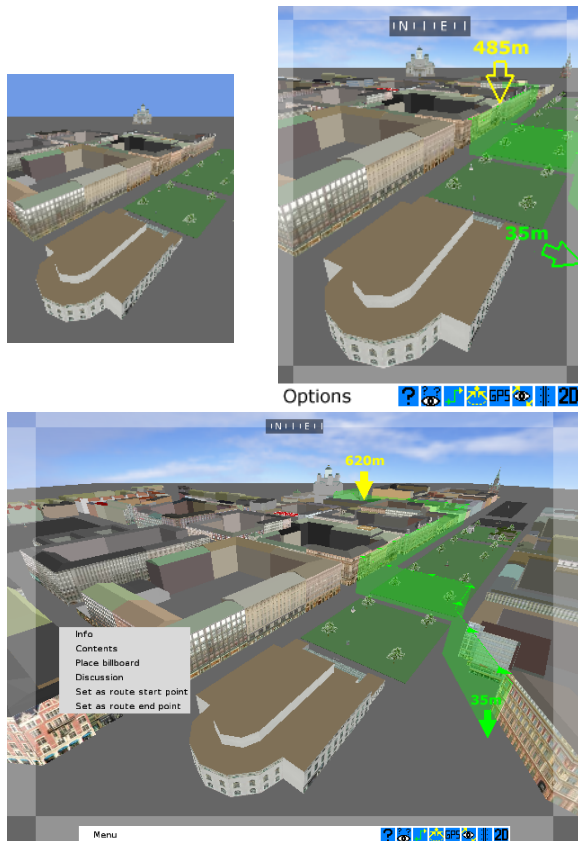 N E
485m
35m
Options
? ? ? GPS 2D
N E
620m
Info
Contents
Place billboard
Discussion
Set as route start point
Set as route end point
35m
Menu
? ? ? GPS 2D